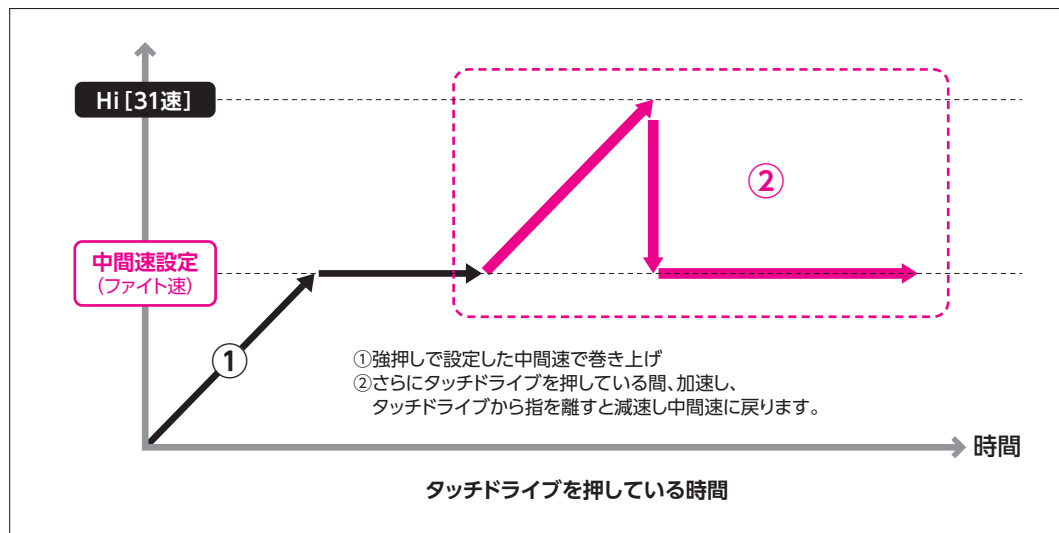 Hi[31速]
②
中間速設定
(ファイト速)
①
①強押しで設定した中間速で巻き上げ
②さらにタッチドライブを押している間、加速し、
タッチドライブから指を離すと減速し中間速に戻ります。
時間
タッチドライブを押している時間